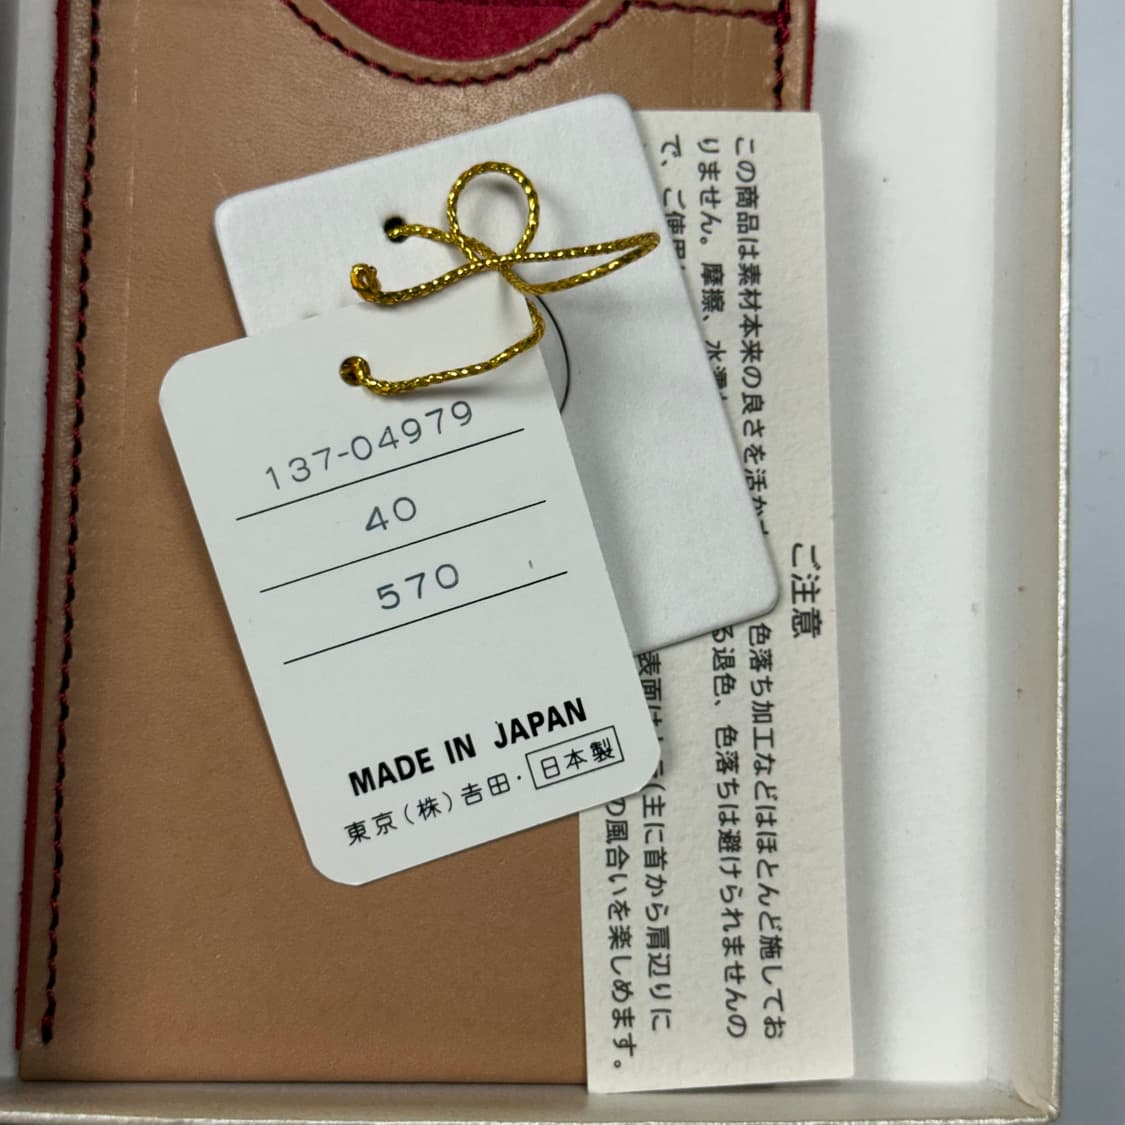 137-04979
40
570
MADE IN JAPAN
東京(株)吉田・日本製
ご注意
この商品は素材本来の良さを活か 色落ち加工などはほとんど施してお
りません。摩擦、水 る退色、色落ちは避けられませんの
で、ご使用 表面は (主に首から肩辺りに
の風合いを楽しめます。